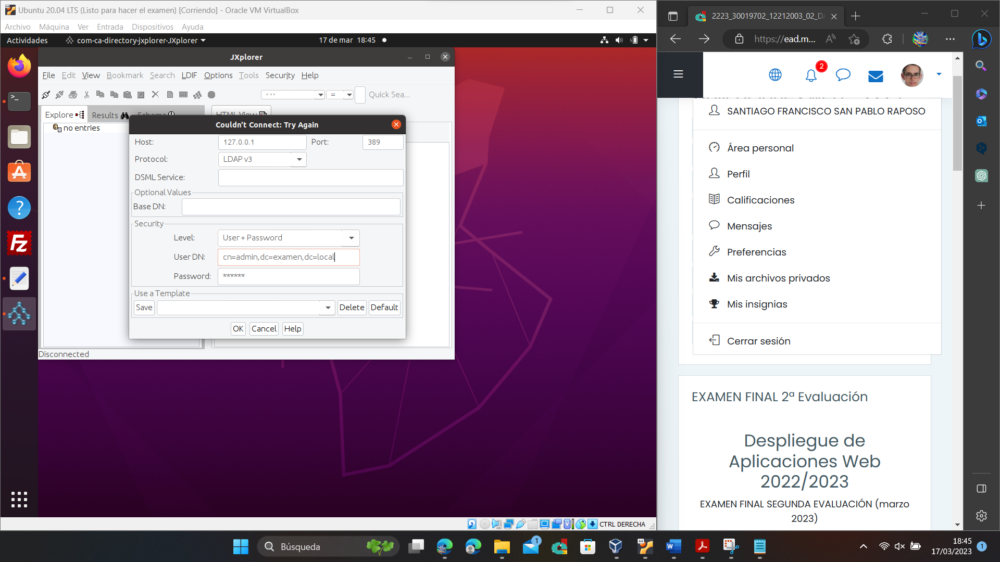 Ubuntu 20.04 LTS (Listo para hacer el examen) [Corriendo] - Oracle VM VirtualBox
Archivo Máquina Ver Entrada Dispositivos Ayuda
Actividades com-ca-directory-jxplorer-JXplorer 17 de mar 18:45
JXplorer
File Edit View Bookmark Search LDIF Options Tools Security Help
= Quick Sea...
Explore Results Schema HTML View
no entries
Couldn't Connect: Try Again
Host: 127.0.0.1 Port: 389
Protocol: LDAP v3
DSML Service:
Optional Values
Base DN:
Security
Level: User + Password
User DN: cn=admin,dc=examen,dc=local
Password: ******
Use a Template
Save Delete Default
OK Cancel Help
Disconnected
CTRL DERECHA
2223_30019702_12212003_02_DA
https://ead.m...
2
SANTIAGO FRANCISCO SAN PABLO RAPOSO
Área personal
Perfil
Calificaciones
Mensajes
Preferencias
Mis archivos privados
Mis insignias
Cerrar sesión
EXAMEN FINAL 2ª Evaluación
Despliegue de
Aplicaciones Web
2022/2023
EXAMEN FINAL SEGUNDA EVALUACIÓN (marzo
2023)
Búsqueda
1
64
18:45
17/03/2023
1